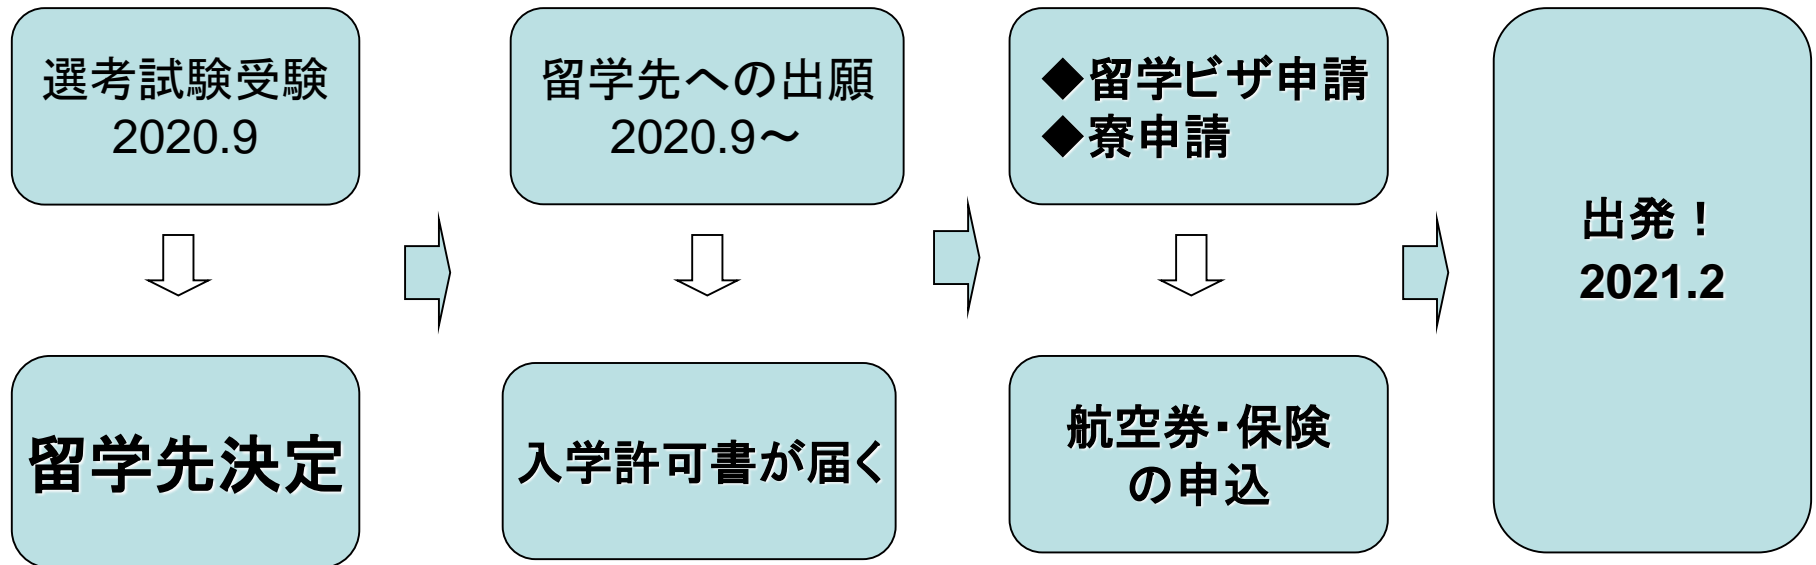 選考試験受験
2020.9
留学先決定
留学先への出願
2020.9～
入学許可書が届く
◆留学ビザ申請
◆寮申請
航空券・保険
の申込
出発！
2021.2